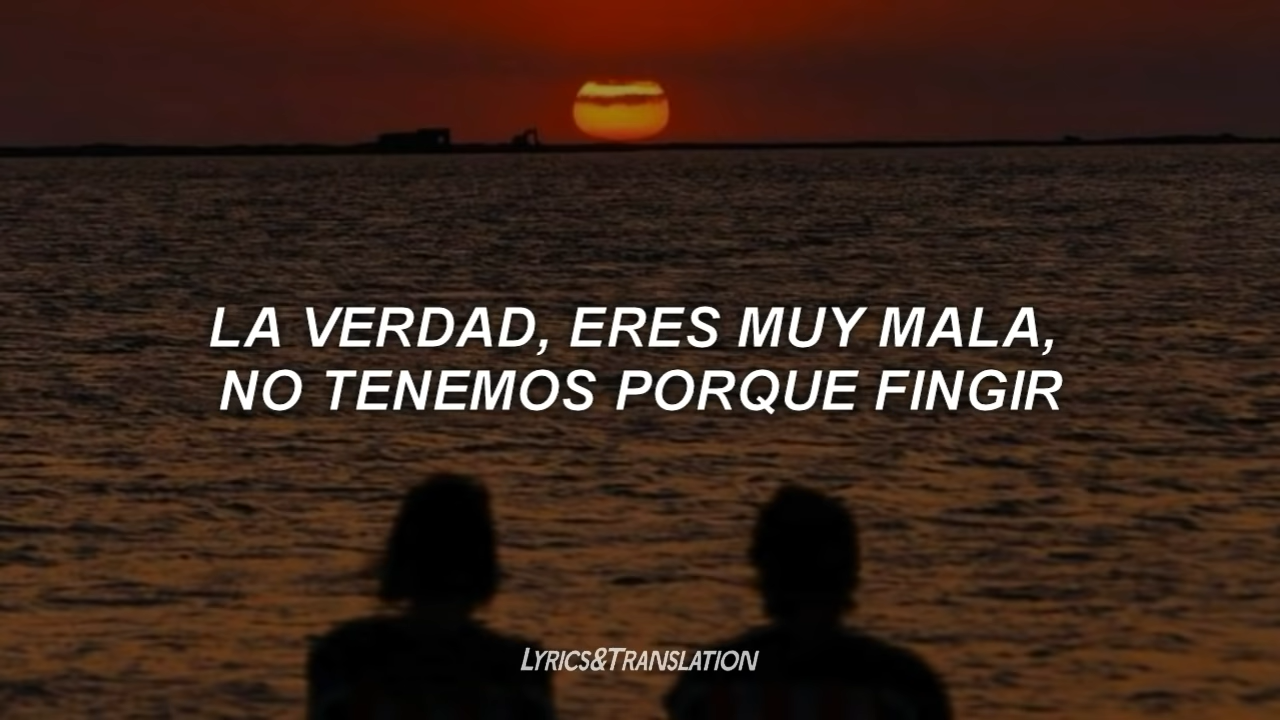 LA VERDAD, ERES MUY MALA,
NO TENEMOS PORQUE FINGIR
LYRICS&TRANSLATION